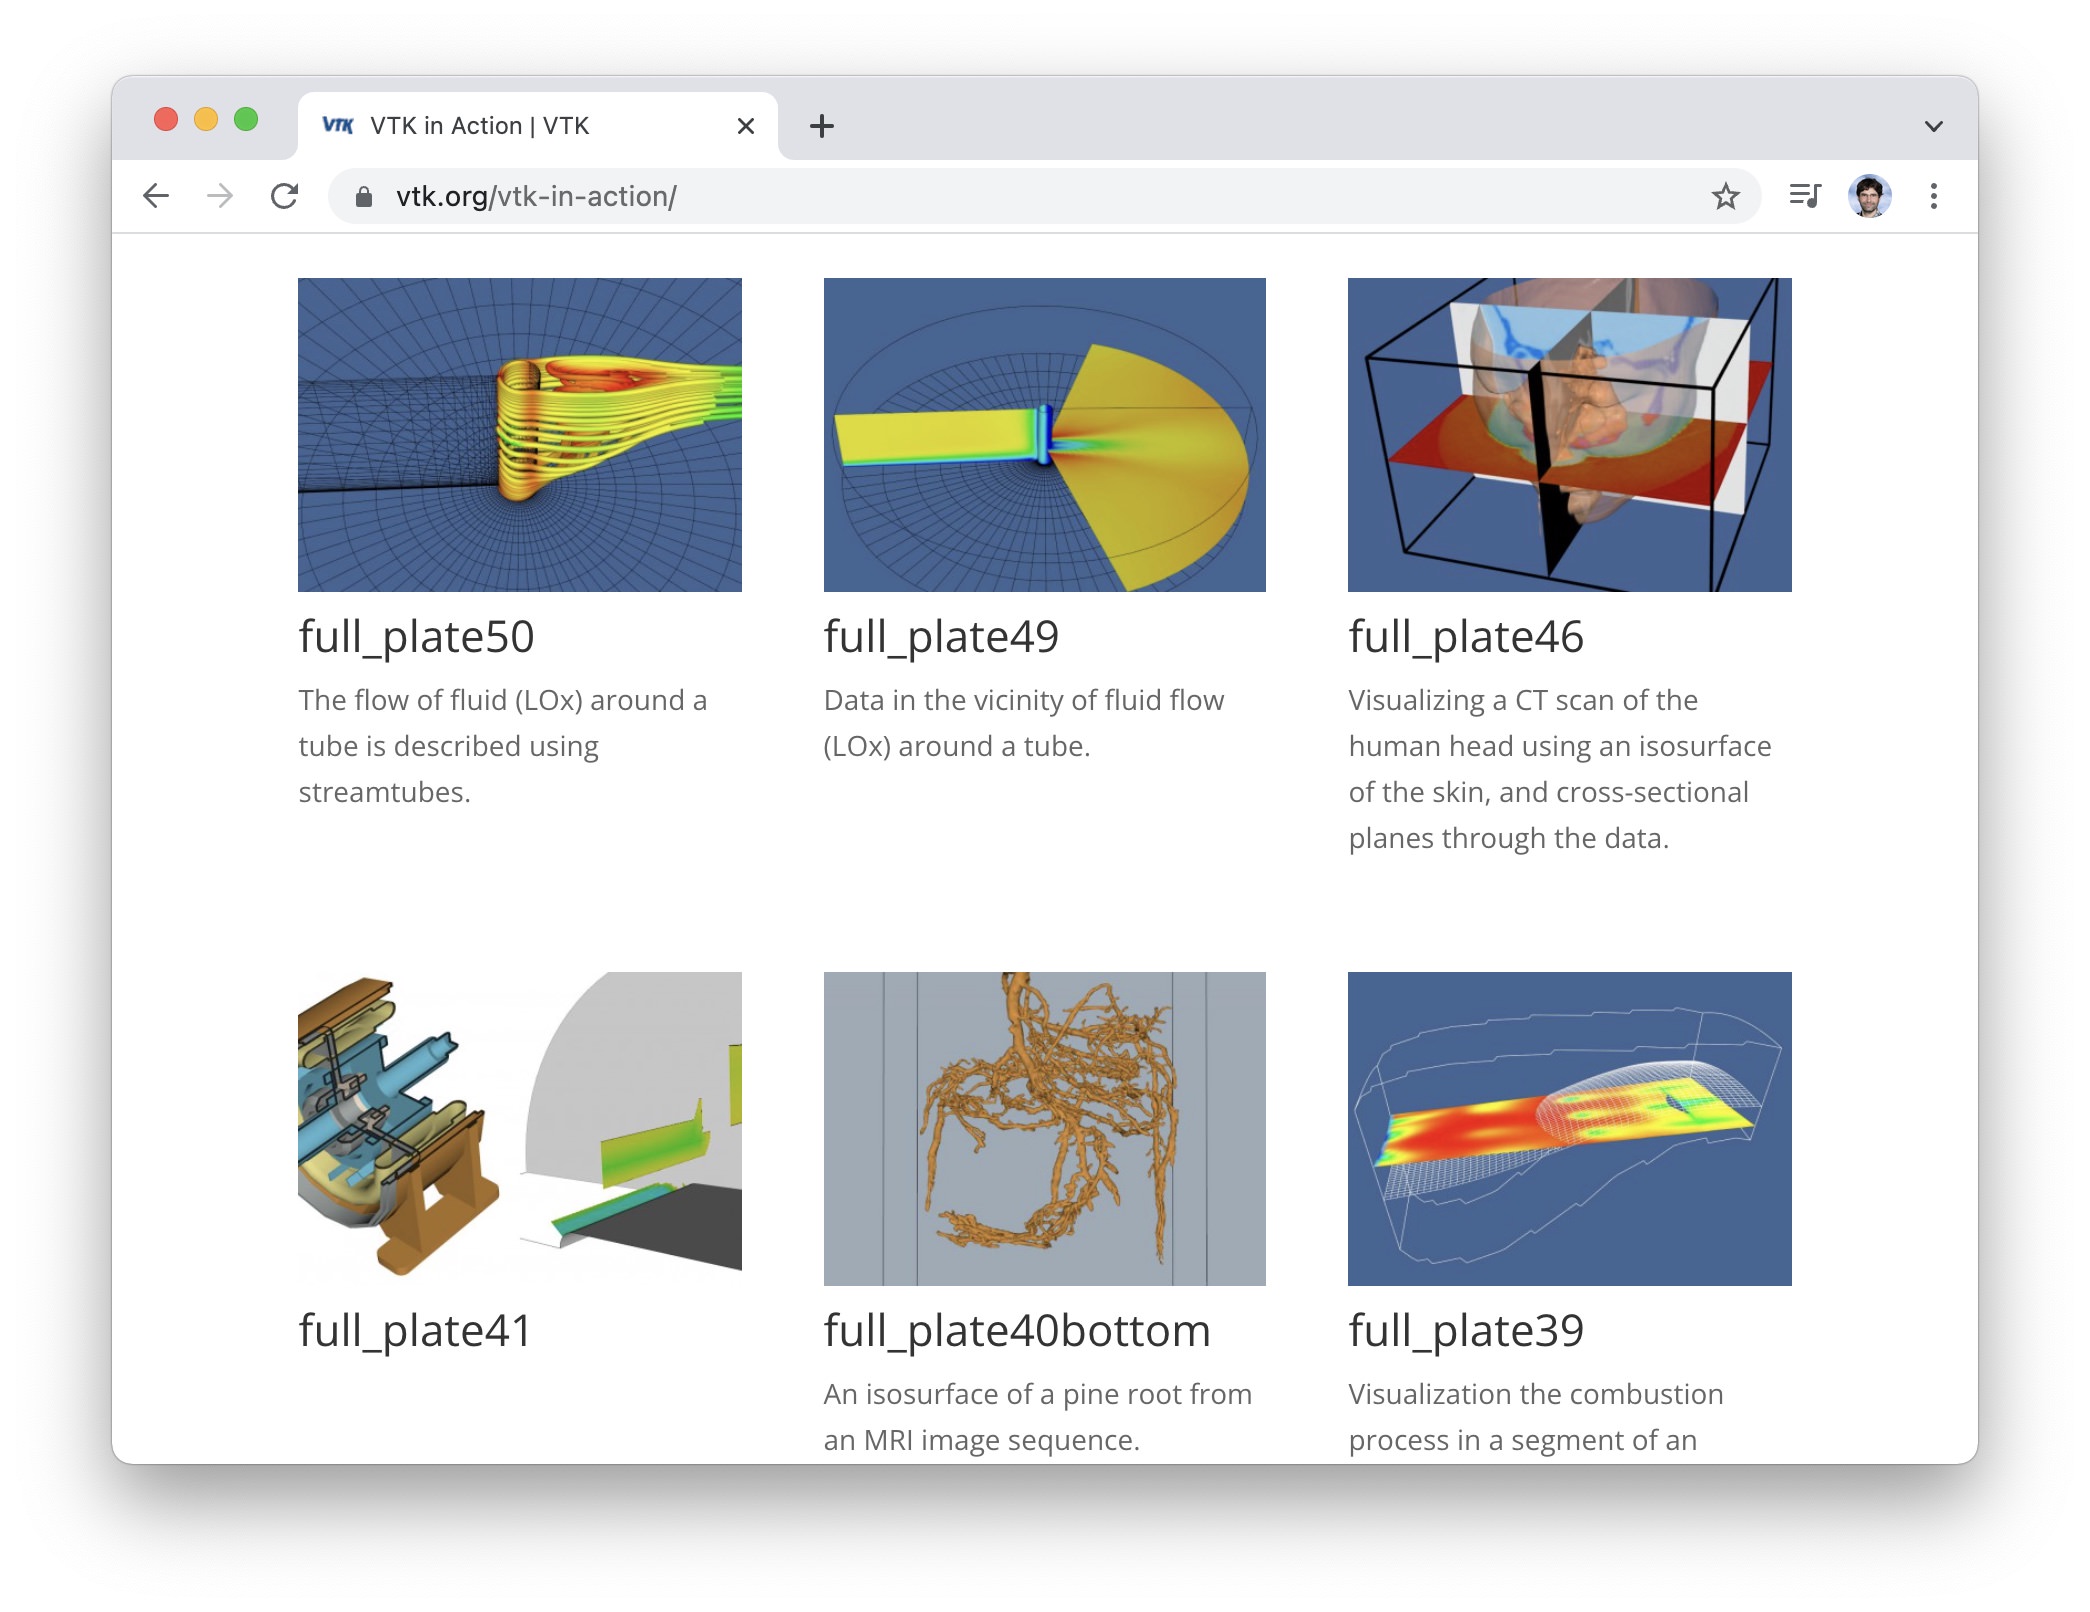 VTK VTK in Action | VTK
vtk.org/vtk-in-action/
full_plate50
The flow of fluid (LOx) around a
tube is described using
streamtubes.
full_plate49
Data in the vicinity of fluid flow
(LOx) around a tube.
full_plate46
Visualizing a CT scan of the
human head using an isosurface
of the skin, and cross-sectional
planes through the data.
full_plate41
full_plate40bottom
An isosurface of a pine root from
an MRI image sequence.
full_plate39
Visualization the combustion
process in a segment of an